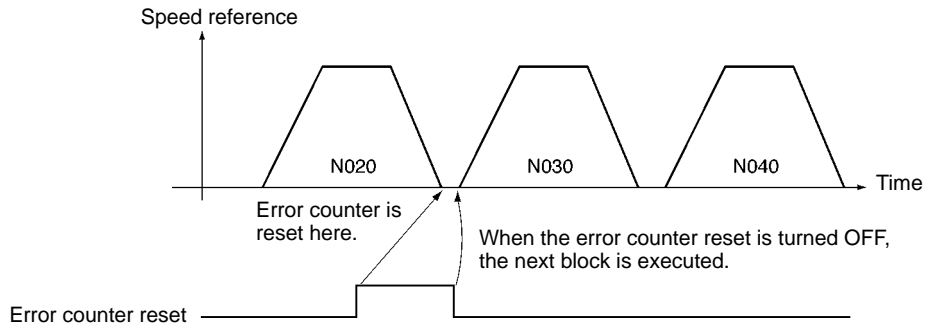 Speed reference
N020
N030
N040
Time
Error counter is
reset here.
When the error counter reset is turned OFF,
the next block is executed.
Error counter reset